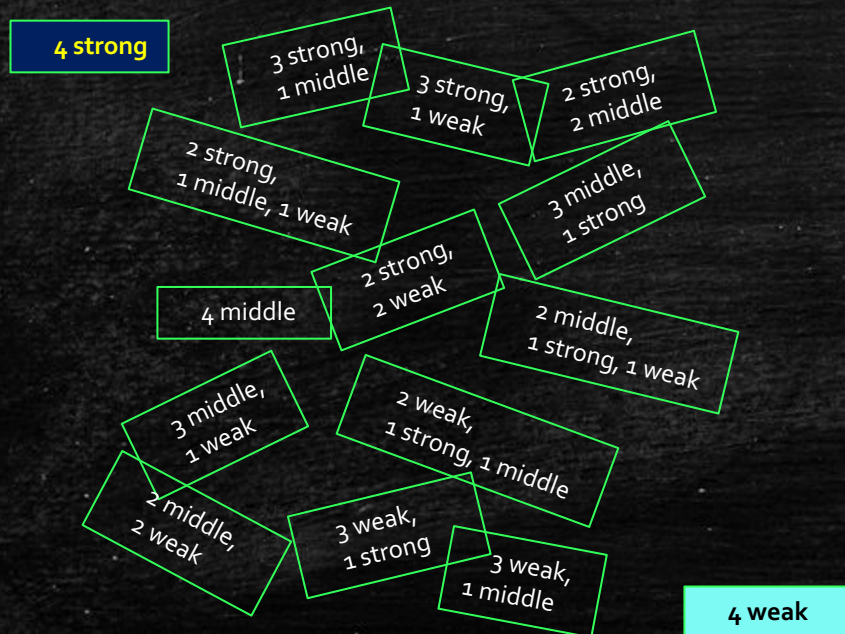 4 strong
3 strong,
1 middle
3 strong,
1 weak
2 strong,
2 middle
2 strong,
1 middle, 1 weak
3 middle,
1 strong
2 strong,
2 weak
4 middle
2 middle,
1 strong, 1 weak
3 middle,
1 weak
2 weak,
1 strong, 1 middle
2 middle,
2 weak
3 weak,
1 strong
3 weak,
1 middle
4 weak